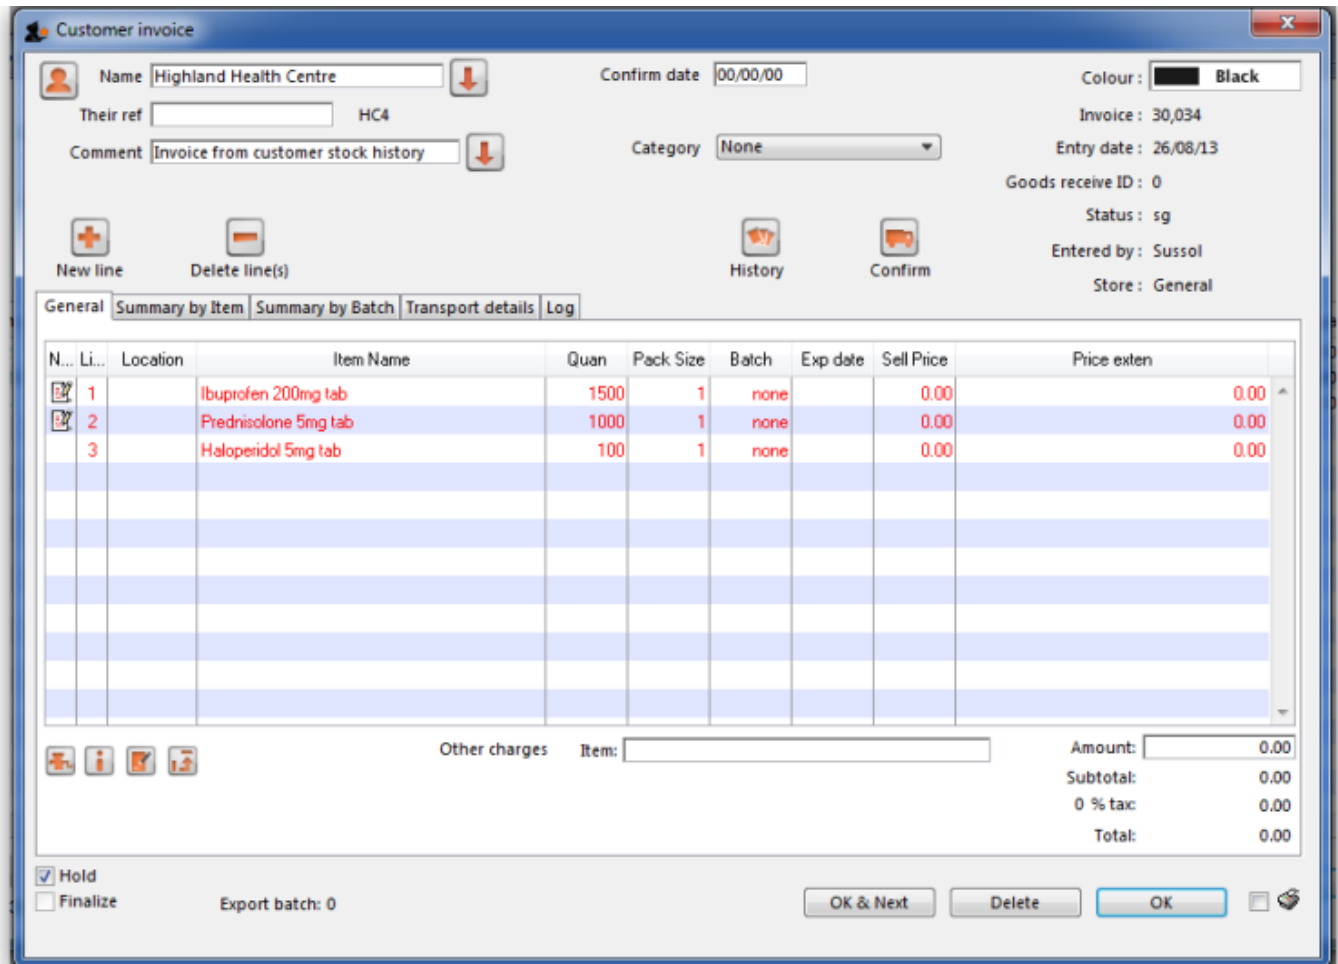 Customer invoice
Name Highland Health Centre Confirm date 00/00/00 Colour : Black
Their ref HC4 Invoice : 30,034
Comment Invoice from customer stock history Category None Entry date : 26/08/13
Goods receive ID : 0
Status : sg
Entered by : Sussol
Store : General
New line Delete line(s) History Confirm
General Summary by Item Summary by Batch Transport details Log
N... Li... Location Item Name Quan Pack Size Batch Exp date Sell Price Price exten
1 Ibuprofen 200mg tab 1500 1 none 0.00 0.00
2 Prednisolone 5mg tab 1000 1 none 0.00 0.00
3 Haloperidol 5mg tab 100 1 none 0.00 0.00
Other charges Item: Amount: 0.00
Subtotal: 0.00
0 % tax: 0.00
Total: 0.00
Hold
Finalize Export batch: 0 OK & Next Delete OK